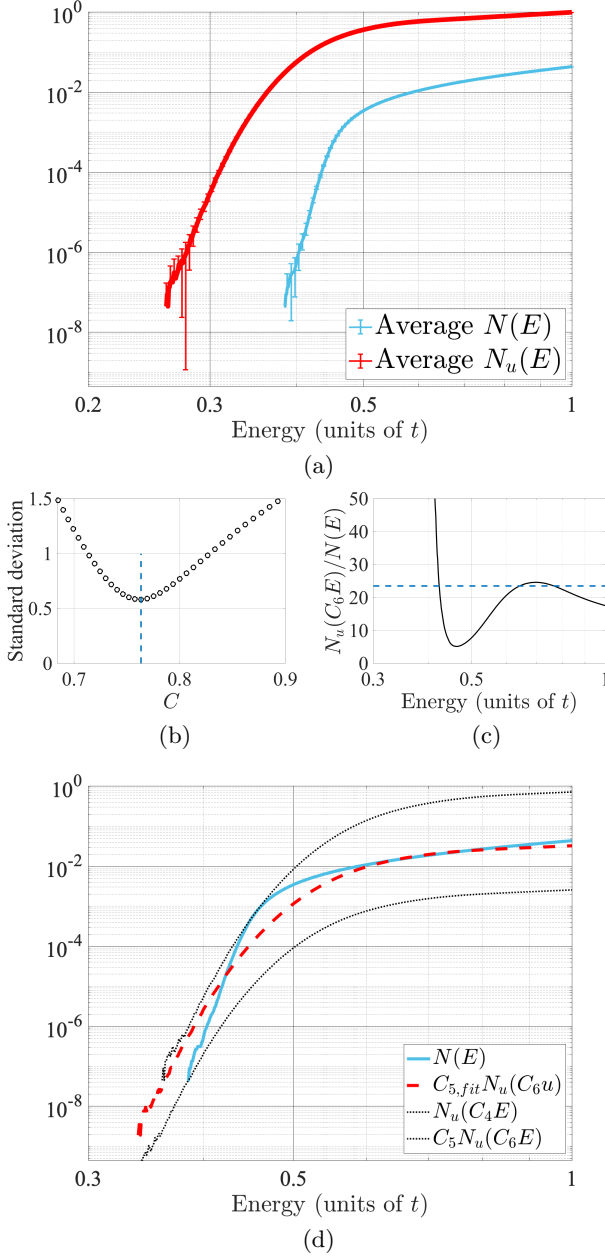 10^0
10^-2
10^-4
10^-6
10^-8
Average N(E)
Average N_u(E)
0.2 0.3 0.5 1
Energy (units of t)
(a)
Standard deviation
1.5
1
0.5
0
0.7 0.8 0.9
C
(b)
N_u(C_6E)/N(E)
50
40
30
20
10
0
0.3 0.5 1
Energy (units of t)
(c)
10^0
10^-2
10^-4
10^-6
10^-8
N(E)
C_{5,fit}N_u(C_6u)
N_u(C_4E)
C_5N_u(C_6E)
0.3 0.5 1
Energy (units of t)
(d)